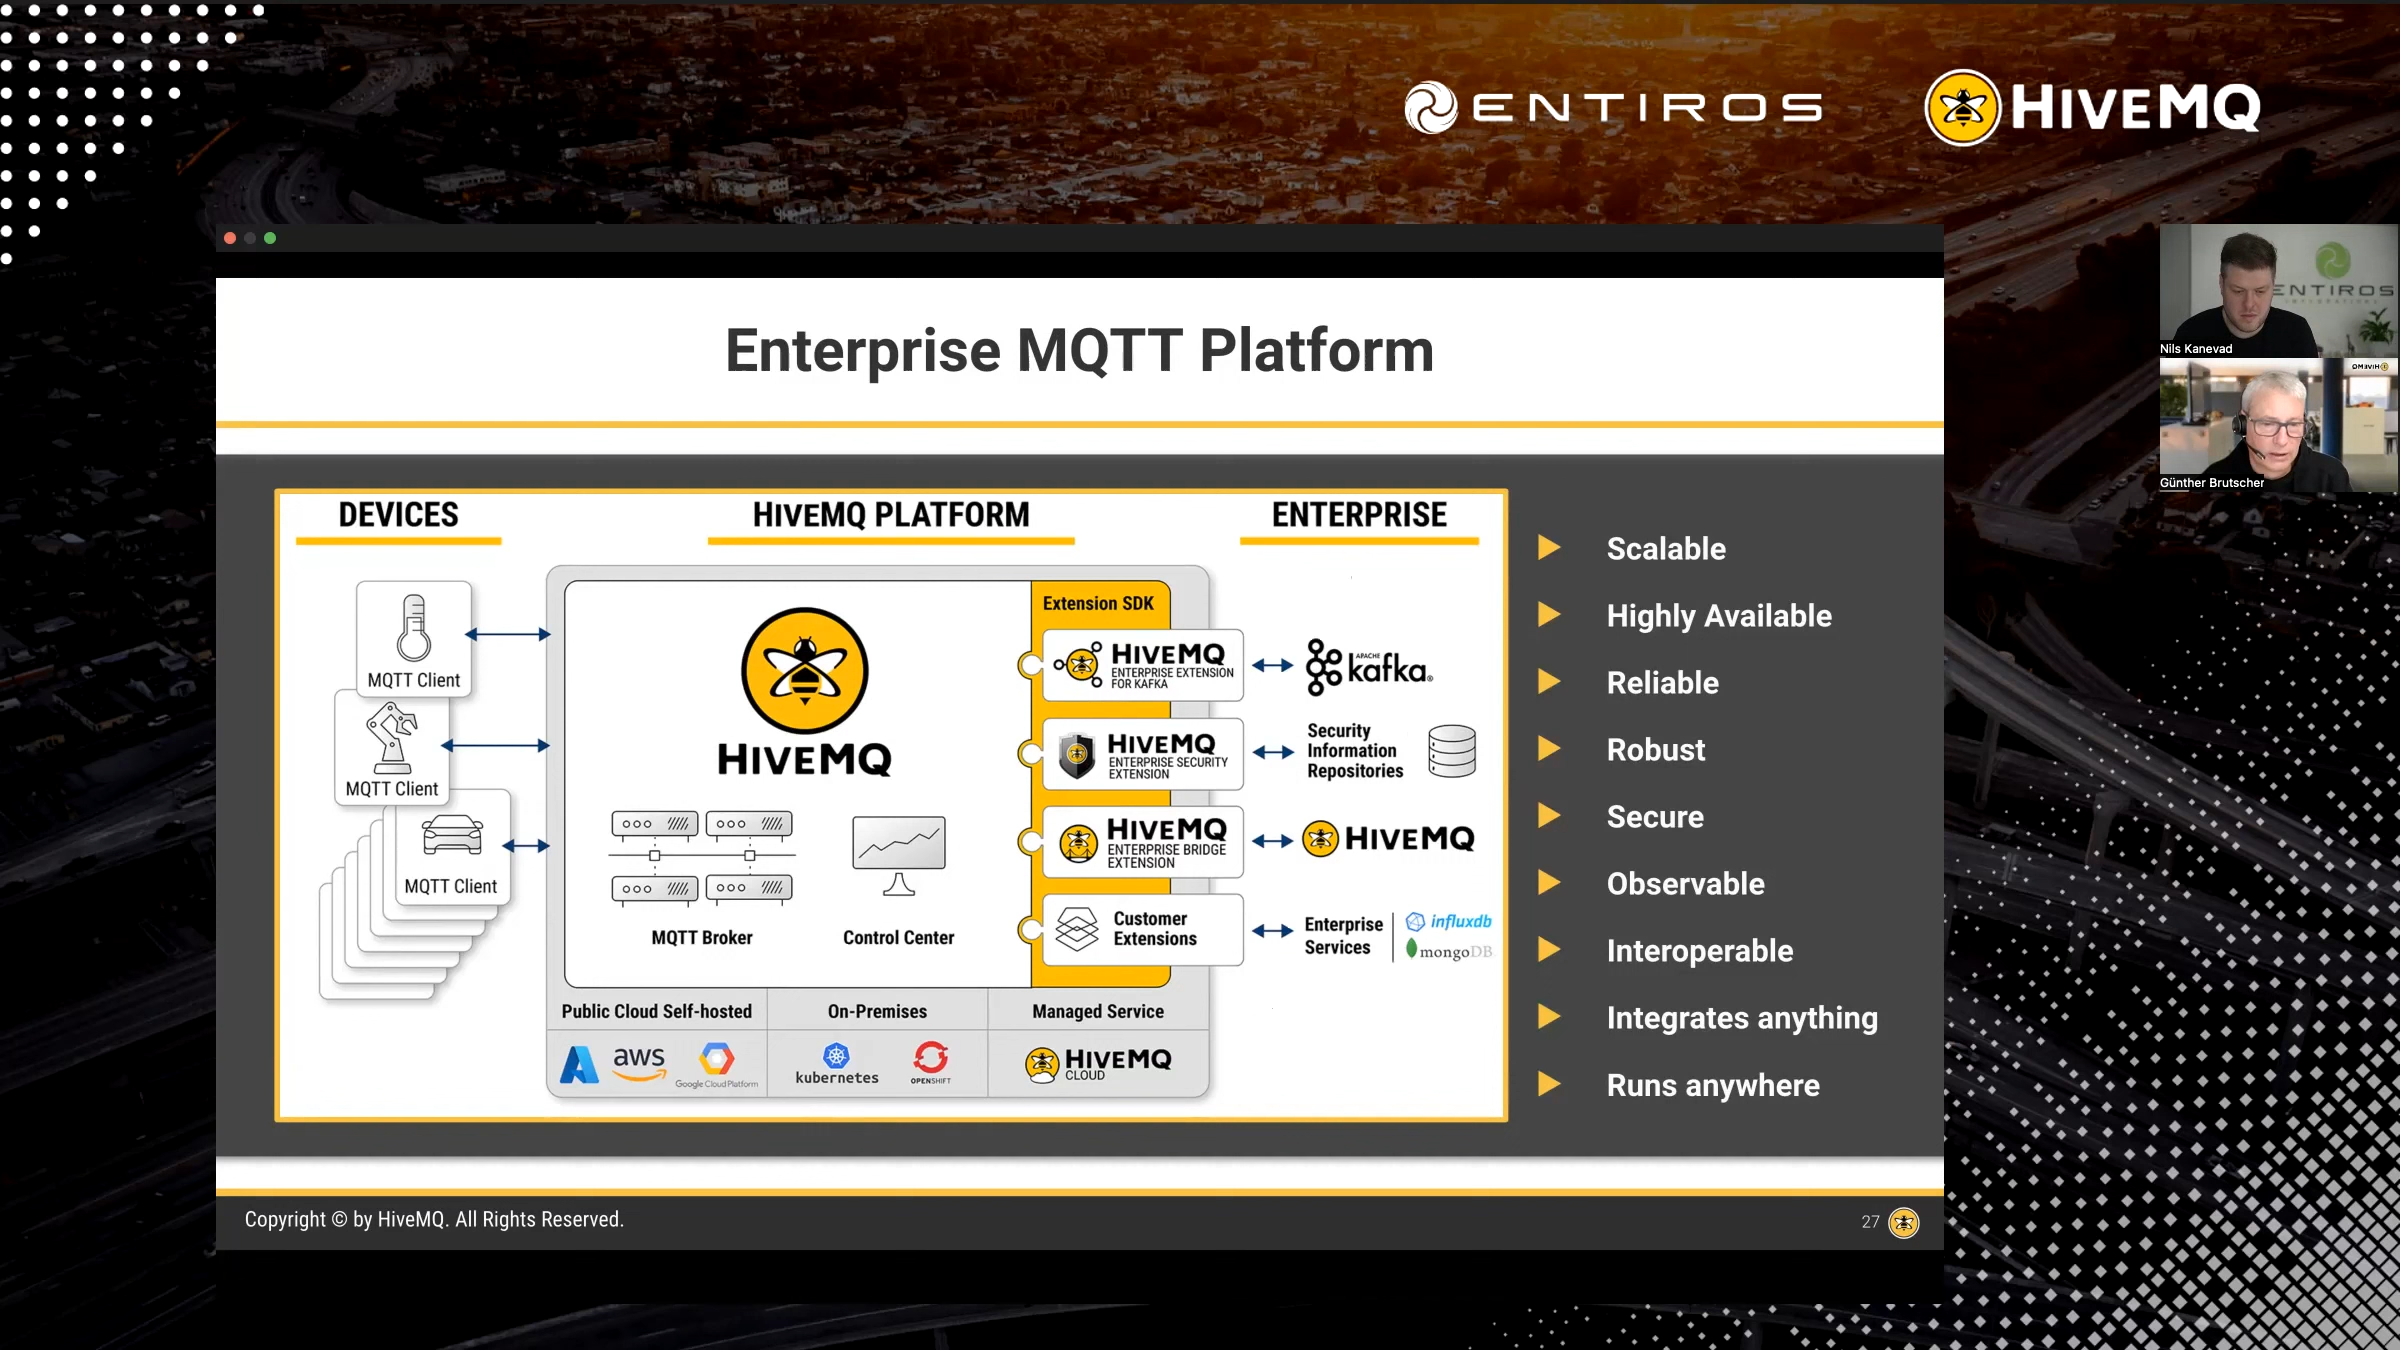 ENTIROS
HIVEMQ
Enterprise MQTT Platform
DEVICES
HIVEMQ PLATFORM
ENTERPRISE
MQTT Client
MQTT Client
MQTT Client
HIVEMQ
MQTT Broker
Control Center
Extension SDK
HIVEMQ
ENTERPRISE EXTENSION
FOR KAFKA
HIVEMQ
ENTERPRISE SECURITY
EXTENSION
HIVEMQ
ENTERPRISE BRIDGE
EXTENSION
Customer
Extensions
APACHE
kafka®
Security
Information
Repositories
HIVEMQ
Enterprise
Services
influxdb
mongoDB
Public Cloud Self-hosted
On-Premises
Managed Service
aws
Google Cloud Platform
kubernetes
OPENSHIFT
HIVEMQ
CLOUD
Scalable
Highly Available
Reliable
Robust
Secure
Observable
Interoperable
Integrates anything
Runs anywhere
Copyright © by HiveMQ. All Rights Reserved.
27
ENTIROS
Nils Kanevad
HIVEMQ
Günther Brutscher